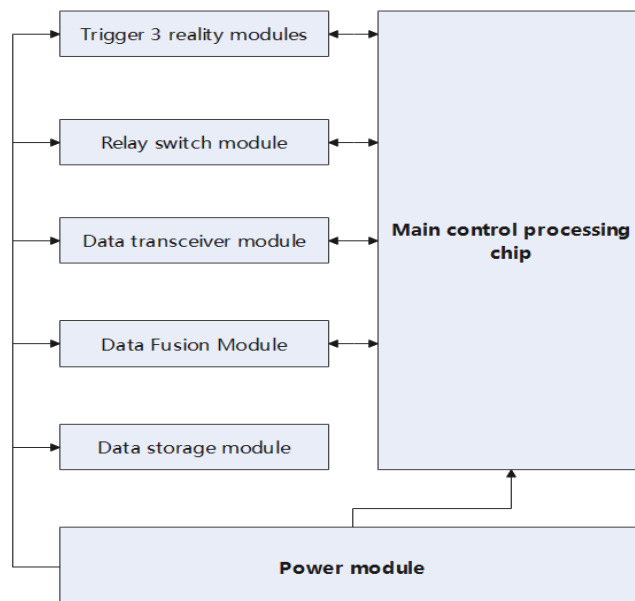 Trigger 3 reality modules
Relay switch module
Data transceiver module
Data Fusion Module
Data storage module
Main control processing
chip
Power module